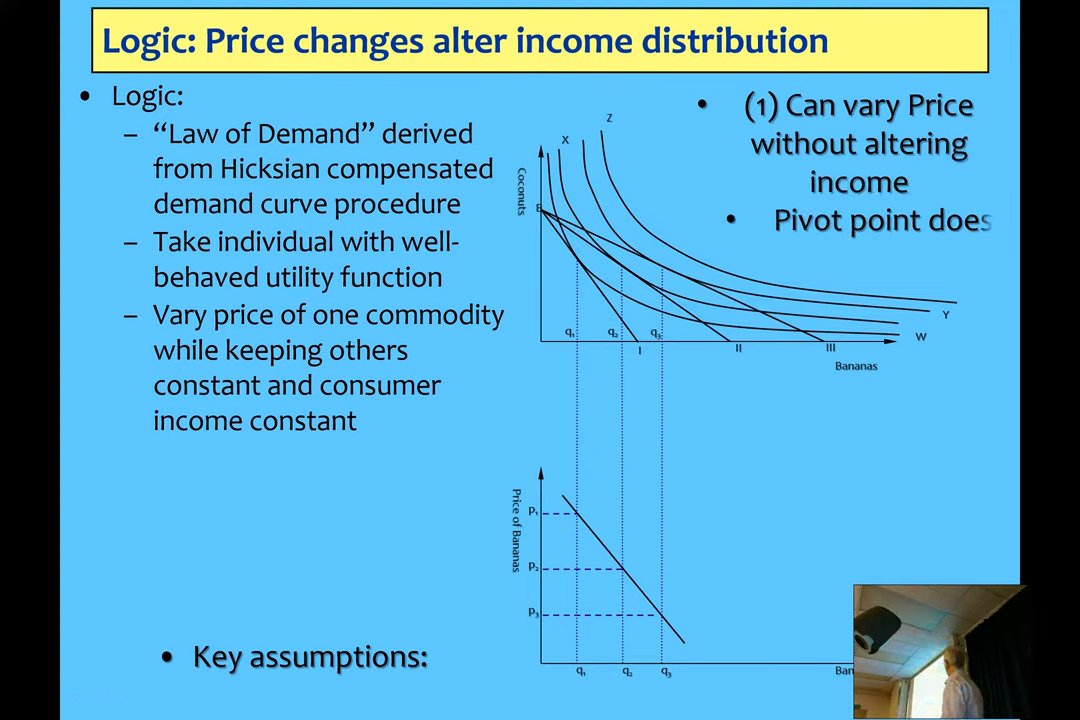 Logic: Price changes alter income distribution
• Logic:
– “Law of Demand” derived
from Hicksian compensated
demand curve procedure
– Take individual with well-
behaved utility function
– Vary price of one commodity
while keeping others
constant and consumer
income constant
• Key assumptions:
• (1) Can vary Price
without altering
income
• Pivot point does
Z
X
Coconuts
B
Y
W
q₁ q₂ q₃
I II III
Bananas
Price of Bananas
p₁
p₂
p₃
q₁ q₂ q₃
Ban